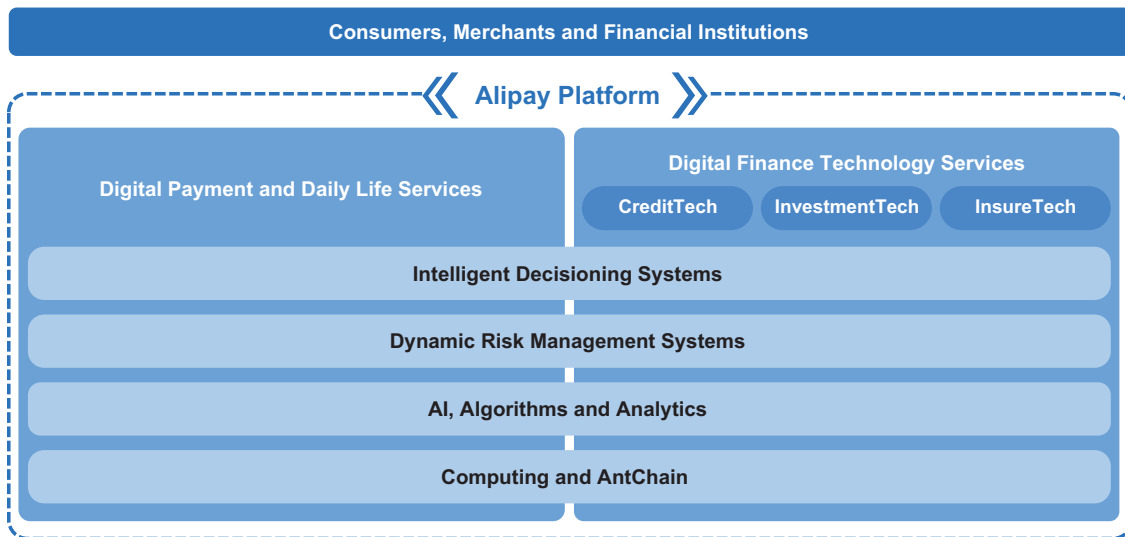 Consumers, Merchants and Financial Institutions
Alipay Platform
Digital Payment and Daily Life Services
Digital Finance Technology Services
CreditTech
InvestmentTech
InsureTech
Intelligent Decisioning Systems
Dynamic Risk Management Systems
AI, Algorithms and Analytics
Computing and AntChain